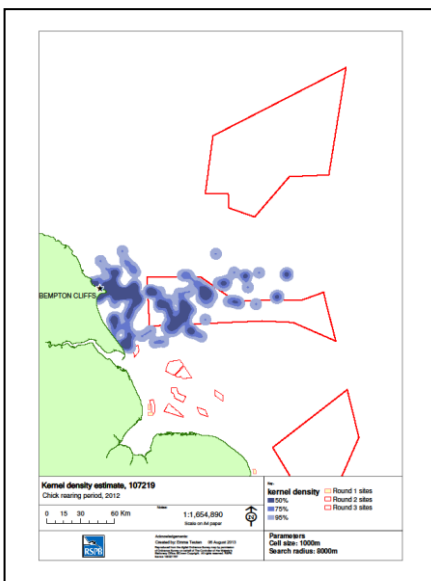 BEMPTON CLIFFS
Kernel density estimate, 107219
Chick rearing period, 2012
0 15 30 60 Km
Notes
1:1,654,890
Scale on A4 paper
N
Key
kernel density
50%
75%
95%
Round 1 sites
Round 2 sites
Round 3 sites
RSPB
Acknowledgements
Parameters
Cell size: 1000m
Search radius: 8000m